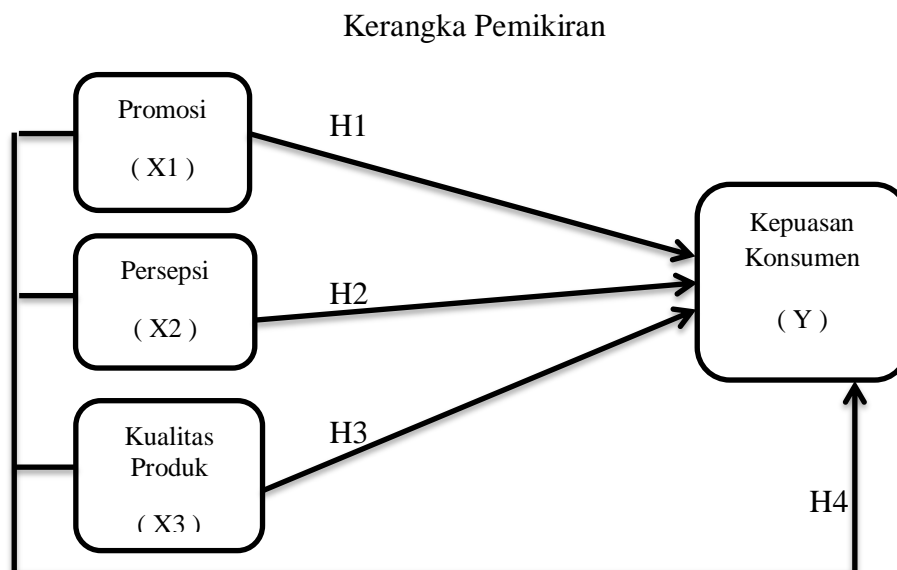 Kerangka Pemikiran
Promosi
( X1 )
H1
Kepuasan
Konsumen
( Y )
Persepsi
( X2 )
H2
Kualitas
Produk
( X3 )
H3
H4